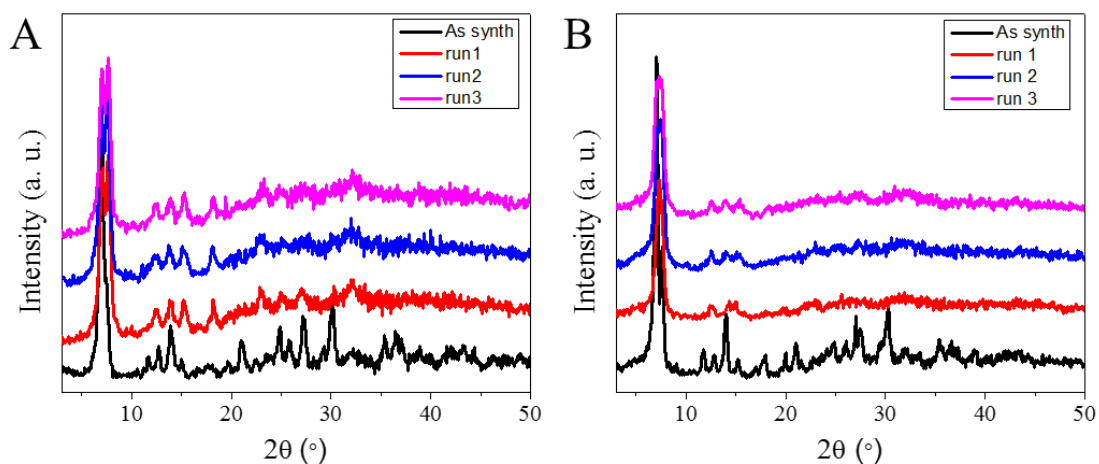 A
As synth
run1
run2
run3
Intensity (a. u.)
10
20
30
40
50
2θ (°)
B
As synth
run 1
run 2
run 3
Intensity (a. u.)
10
20
30
40
50
2θ (°)